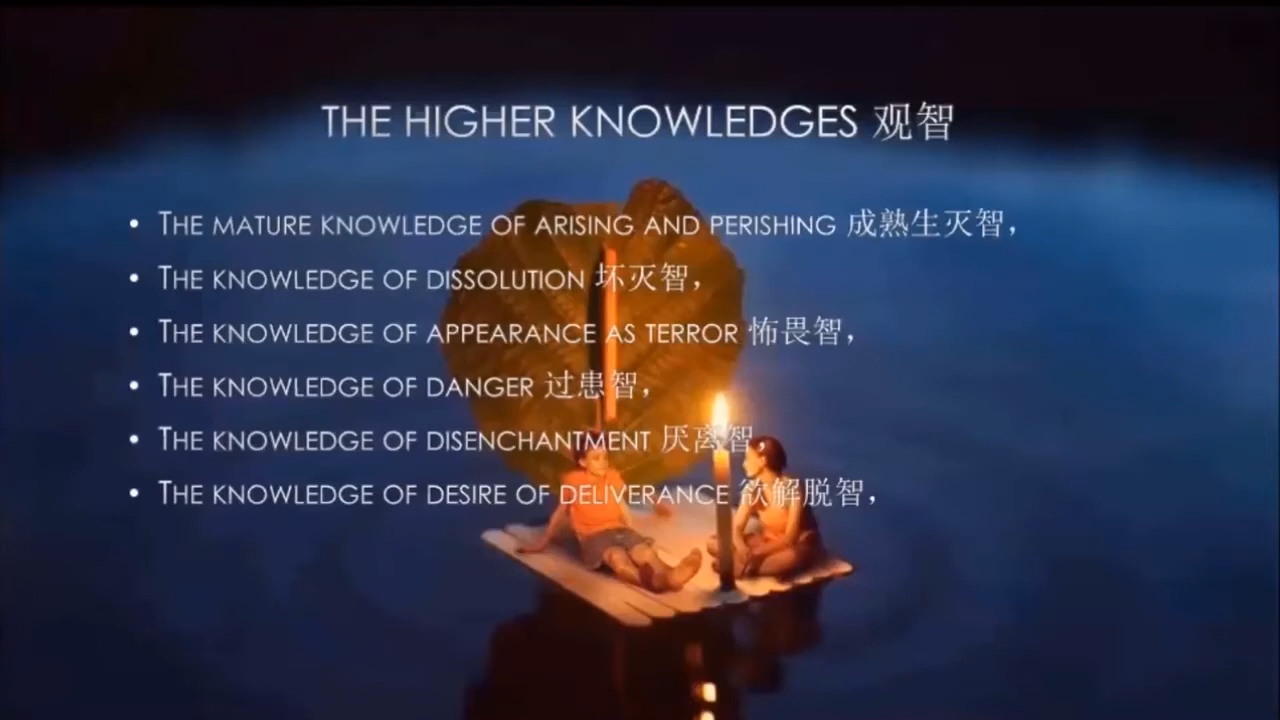 THE HIGHER KNOWLEDGES 观智
• THE MATURE KNOWLEDGE OF ARISING AND PERISHING 成熟生灭智，
• THE KNOWLEDGE OF DISSOLUTION 坏灭智，
• THE KNOWLEDGE OF APPEARANCE AS TERROR 怖畏智，
• THE KNOWLEDGE OF DANGER 过患智，
• THE KNOWLEDGE OF DISENCHANTMENT 厌离智，
• THE KNOWLEDGE OF DESIRE OF DELIVERANCE 欲解脱智，